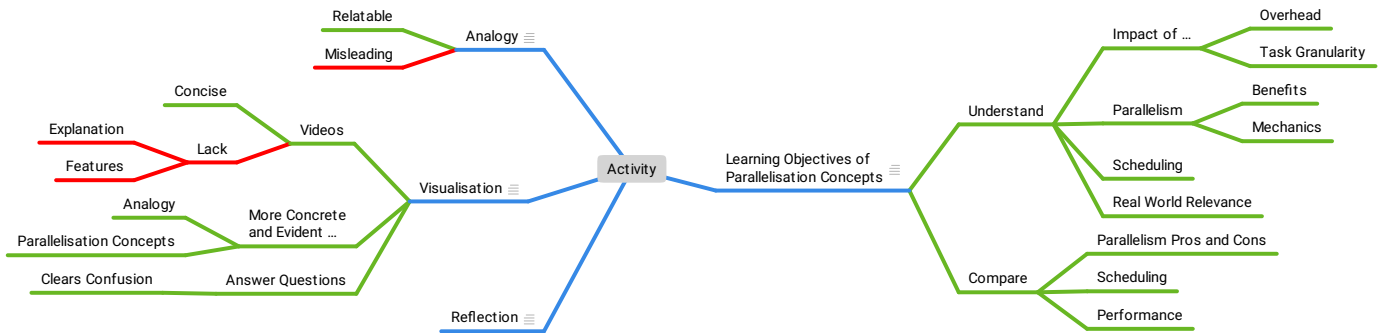 Relatable
Misleading
Analogy
Concise
Explanation
Features
Lack
Videos
Analogy
Parallelisation Concepts
More Concrete
and Evident ...
Clears Confusion
Answer Questions
Visualisation
Reflection
Activity
Learning Objectives of
Parallelisation Concepts
Understand
Impact of ...
Overhead
Task Granularity
Parallelism
Benefits
Mechanics
Scheduling
Real World Relevance
Compare
Parallelism Pros and Cons
Scheduling
Performance